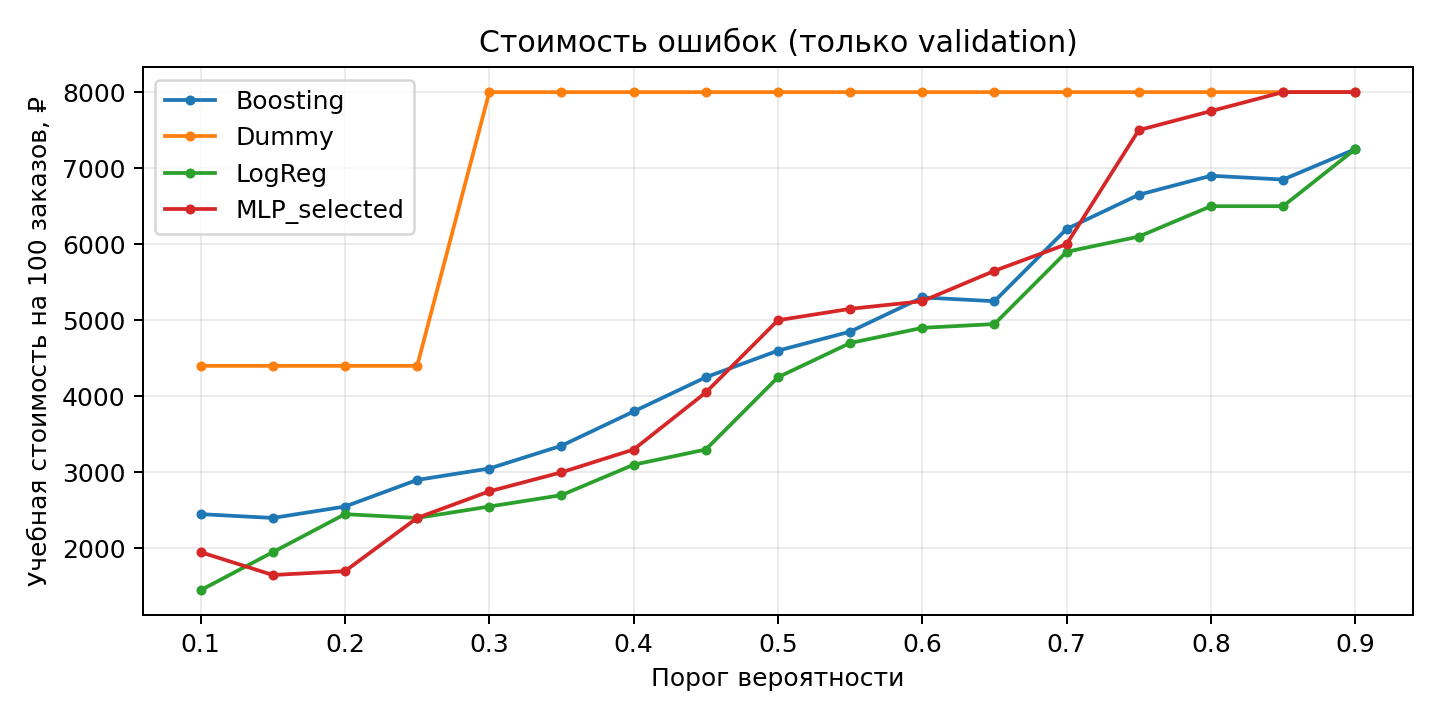 Стоимость ошибок (только validation)
Учебная стоимость на 100 заказов, ₽
8000
7000
6000
5000
4000
3000
2000
Boosting
Dummy
LogReg
MLP_selected
0.1 0.2 0.3 0.4 0.5 0.6 0.7 0.8 0.9
Порог вероятности